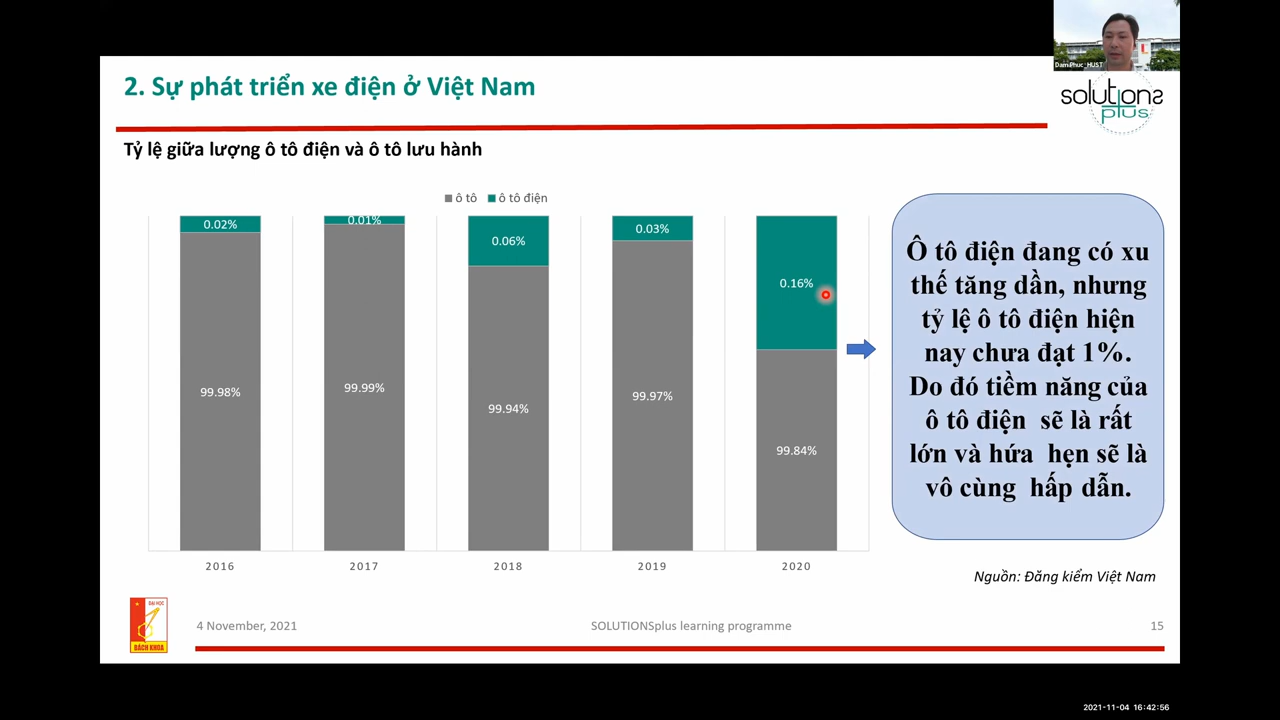 DamPhuc_HUST
2. Sự phát triển xe điện ở Việt Nam
solutions
plus
Tỷ lệ giữa lượng ô tô điện và ô tô lưu hành
ô tô ô tô điện
0.02% 0.01% 0.06% 0.03% 0.16%
99.98% 99.99% 99.94% 99.97% 99.84%
2016 2017 2018 2019 2020
Ô tô điện đang có xu
thế tăng dần, nhưng
tỷ lệ ô tô điện hiện
nay chưa đạt 1%.
Do đó tiềm năng của
ô tô điện sẽ là rất
lớn và hứa hẹn sẽ là
vô cùng hấp dẫn.
Nguồn: Đăng kiểm Việt Nam
ĐẠI HỌC
BÁCH KHOA
4 November, 2021 SOLUTIONSplus learning programme 15
2021-11-04 16:42:56